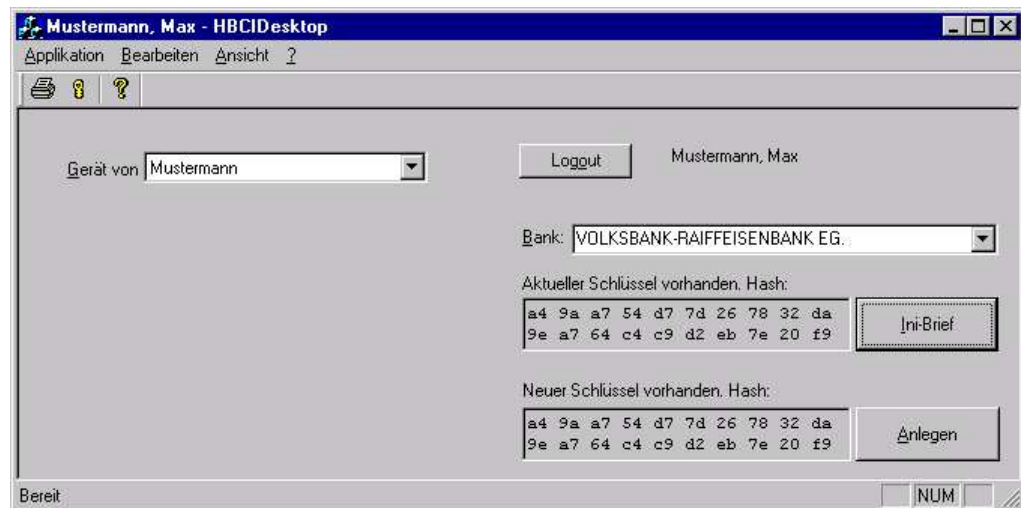 Mustermann, Max - HBCIDesktop
Applikation Bearbeiten Ansicht ?
Gerät von Mustermann
Logout Mustermann, Max
Bank: VOLKSBANK-RAIFFEISENBANK EG.
Aktueller Schlüssel vorhanden. Hash:
a4 9a a7 54 d7 7d 26 78 32 da
9e a7 64 c4 c9 d2 eb 7e 20 f9
Ini-Brief
Neuer Schlüssel vorhanden. Hash:
a4 9a a7 54 d7 7d 26 78 32 da
9e a7 64 c4 c9 d2 eb 7e 20 f9
Anlegen
Bereit NUM